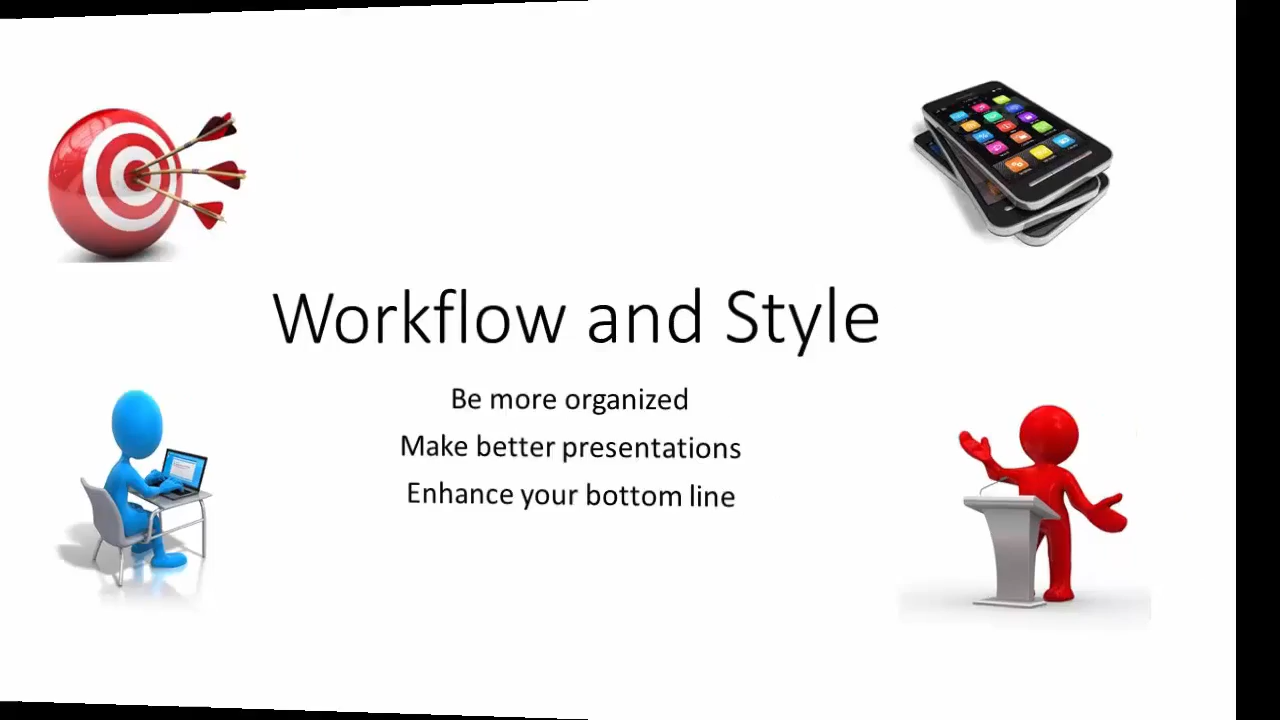 Workflow and Style
Be more organized
Make better presentations
Enhance your bottom line